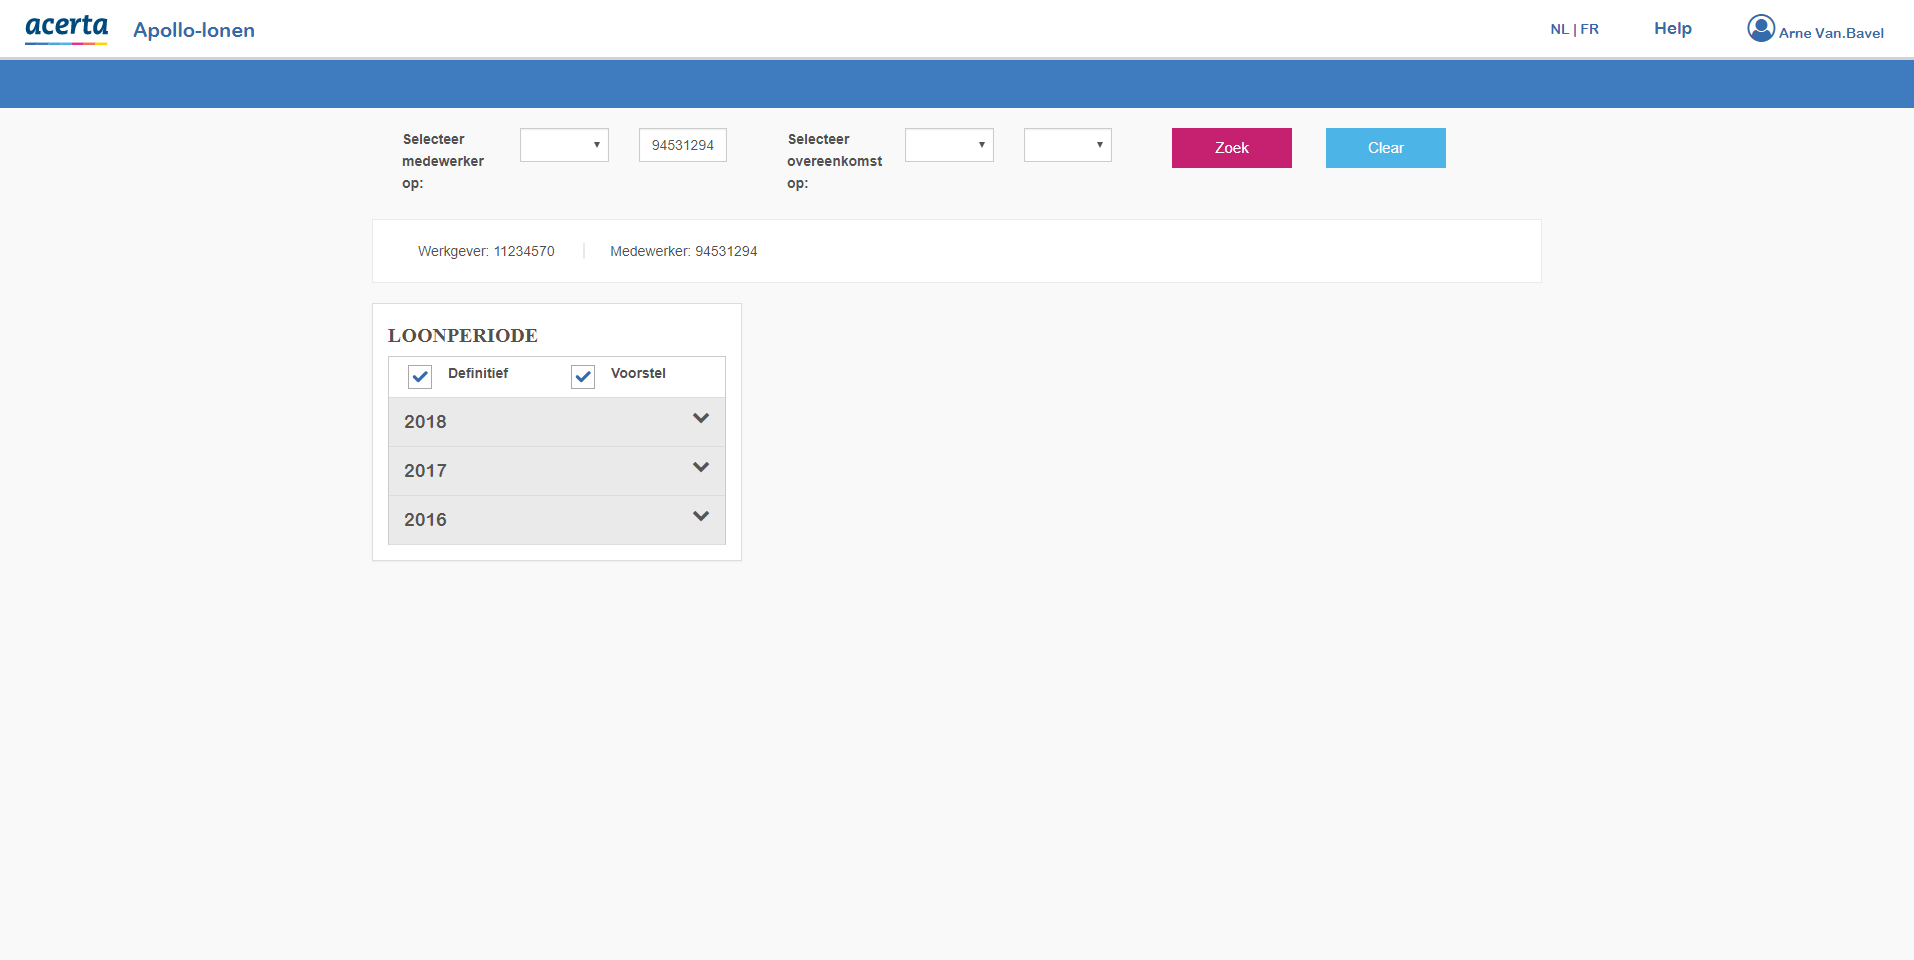 acerta
Apollo-lonen
NL | FR
Help
Arne Van.Bavel
Selecteer
medewerker
op:
94531294
Selecteer
overeenkomst
op:
Zoek
Clear
Werkgever: 11234570
Medewerker: 94531294
LOONPERIODE
Definitief
Voorstel
2018
2017
2016